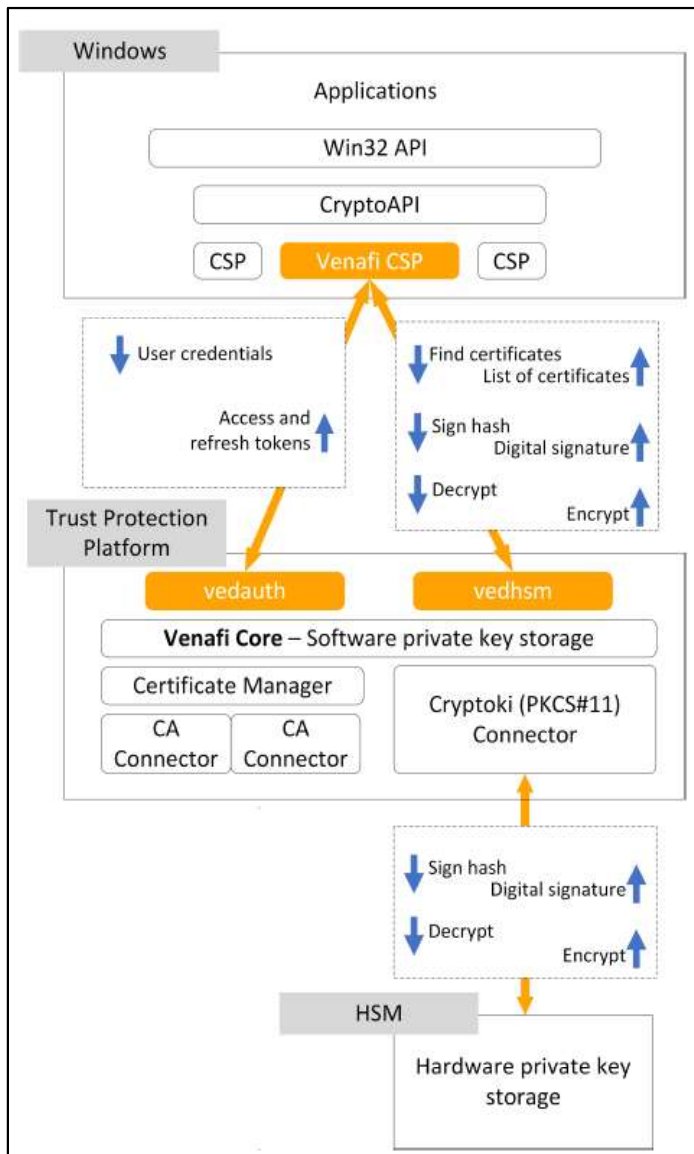 Windows
Applications
Win32 API
CryptoAPI
CSP
Venafi CSP
CSP
User credentials
Access and
refresh tokens
Find certificates
List of certificates
Sign hash
Digital signature
Decrypt
Encrypt
Trust Protection
Platform
vedauth
vedhsm
Venafi Core – Software private key storage
Certificate Manager
CA
Connector
CA
Connector
Cryptoki (PKCS#11)
Connector
Sign hash
Digital signature
Decrypt
Encrypt
HSM
Hardware private key
storage